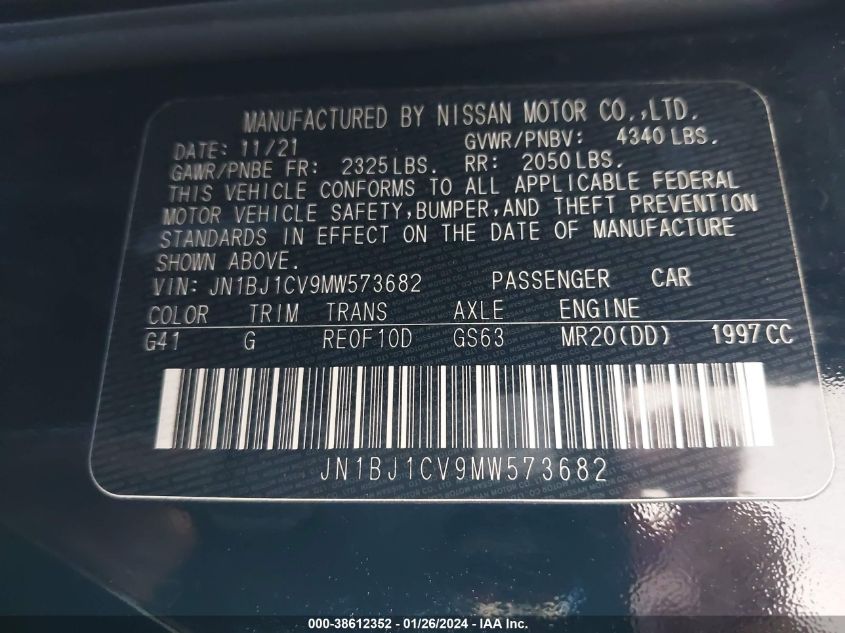 MANUFACTURED BY NISSAN MOTOR CO.,LTD.
DATE: 11/21 GVWR/PNBV: 4340 LBS.
GAWR/PNBE FR: 2325 LBS. RR: 2050 LBS.
THIS VEHICLE CONFORMS TO ALL APPLICABLE FEDERAL
MOTOR VEHICLE SAFETY, BUMPER, AND THEFT PREVENTION
STANDARDS IN EFFECT ON THE DATE OF MANUFACTURE
SHOWN ABOVE.
VIN: JN1BJ1CV9MW573682 PASSENGER CAR
COLOR TRIM TRANS AXLE ENGINE
G41 G RE0F10D GS63 MR20(DD) 1997CC
JN1BJ1CV9MW573682
000-38612352 / 01/26/2024 / IAA Inc.